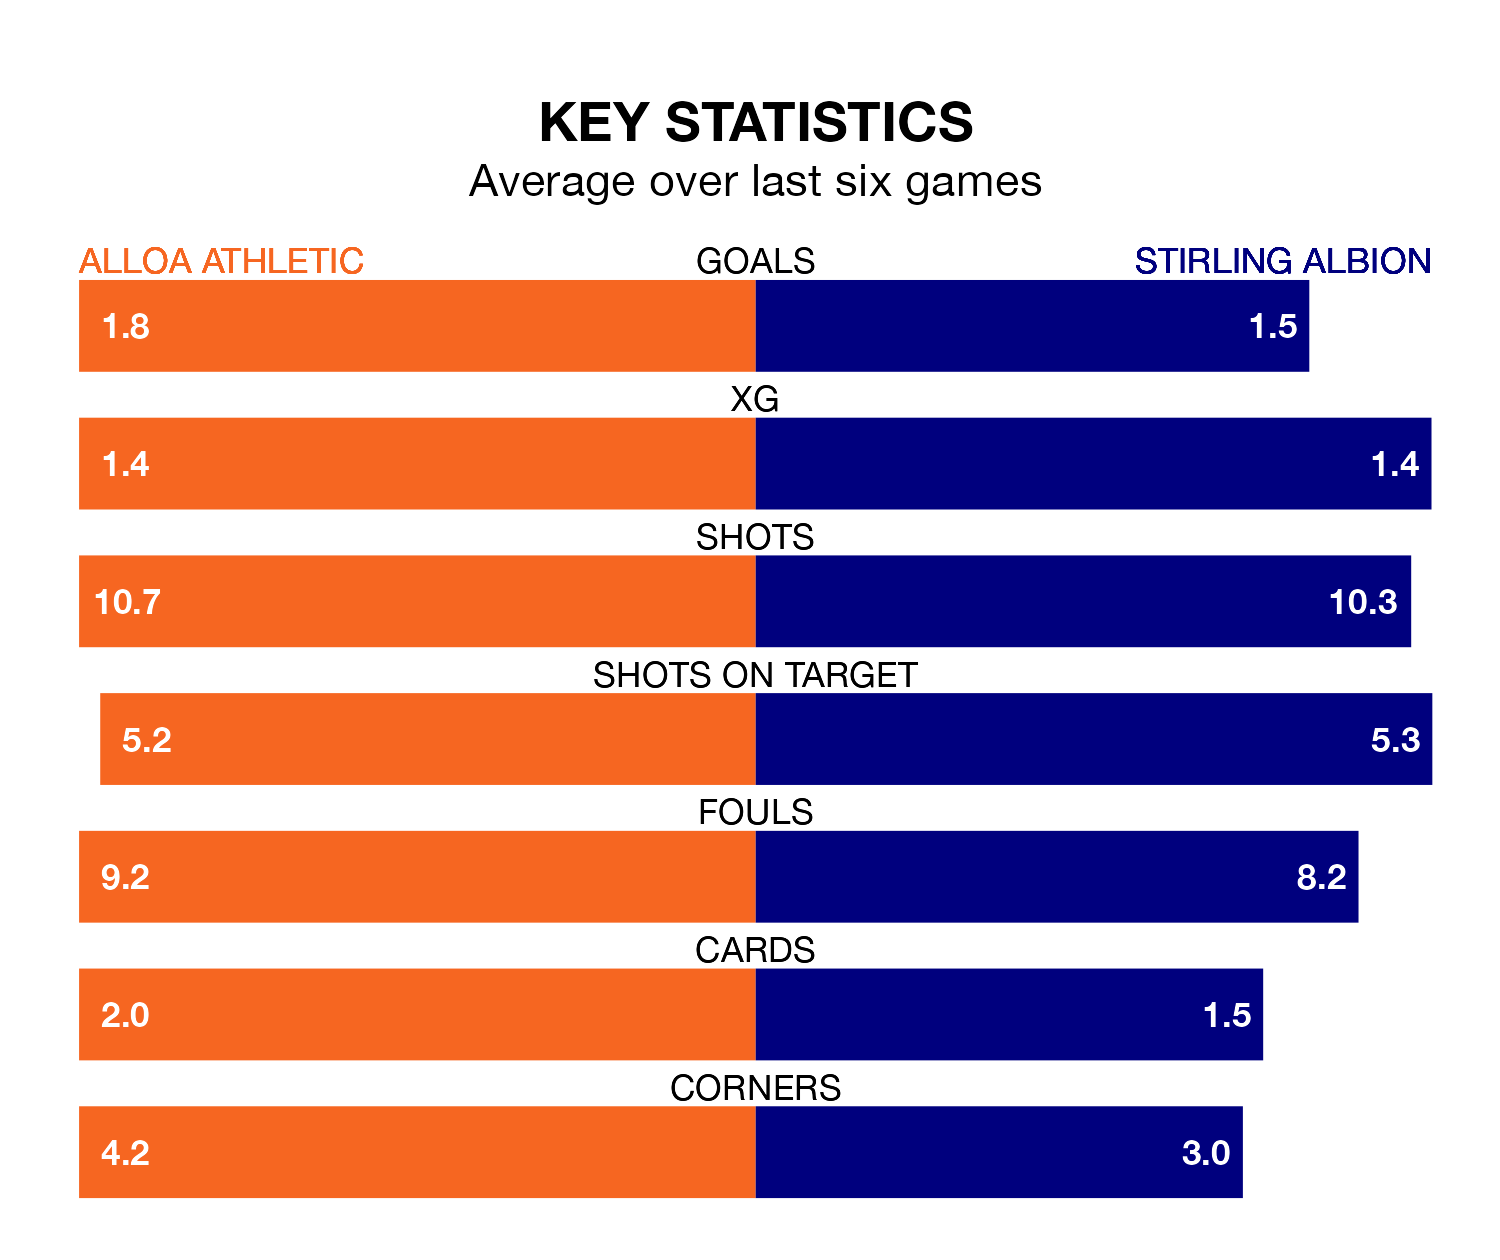 KEY STATISTICS
Average over last six games
ALLOA ATHLETIC GOALS STIRLING ALBION
1.8 1.5
XG
1.4 1.4
SHOTS
10.7 10.3
SHOTS ON TARGET
5.2 5.3
FOULS
9.2 8.2
CARDS
2.0 1.5
CORNERS
4.2 3.0